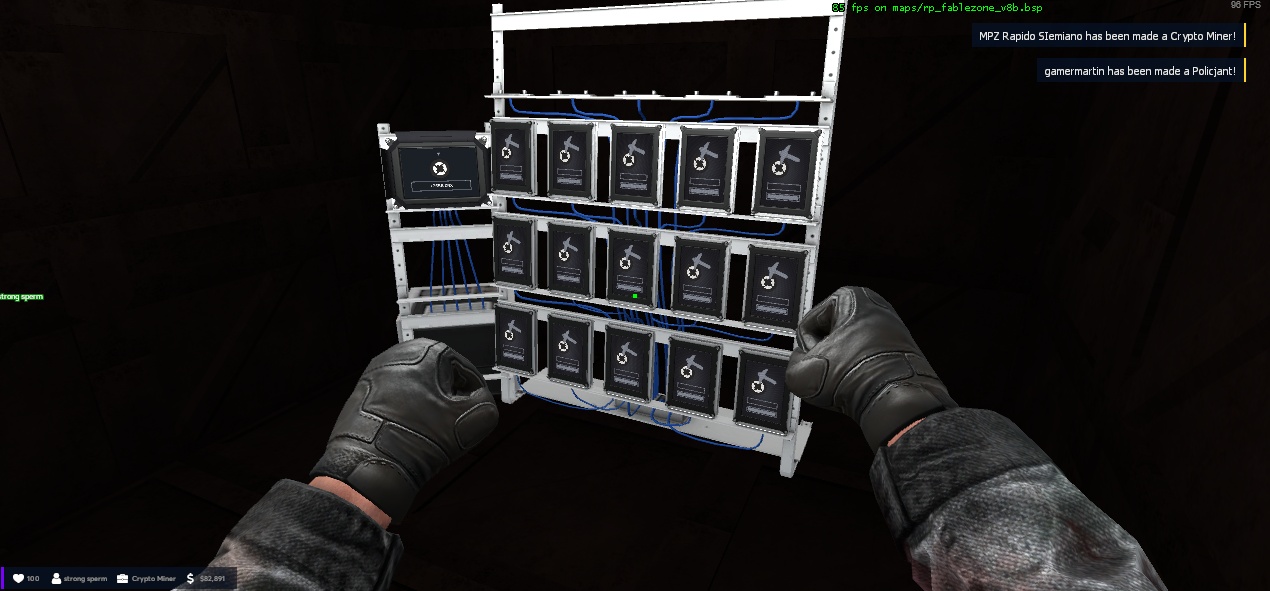 85 fps on maps/rp_fablezone_v8b.bsp
96 FPS
MPZ Rapido SIemiano has been made a Crypto Miner!
gamermartin has been made a Policjant!
strong sperm
100 strong sperm Crypto Miner $82,891